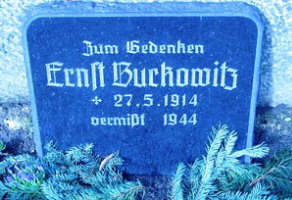 Zum Gedenken
Ernst Buckowitz
* 27.5.1914
vermißt 1944